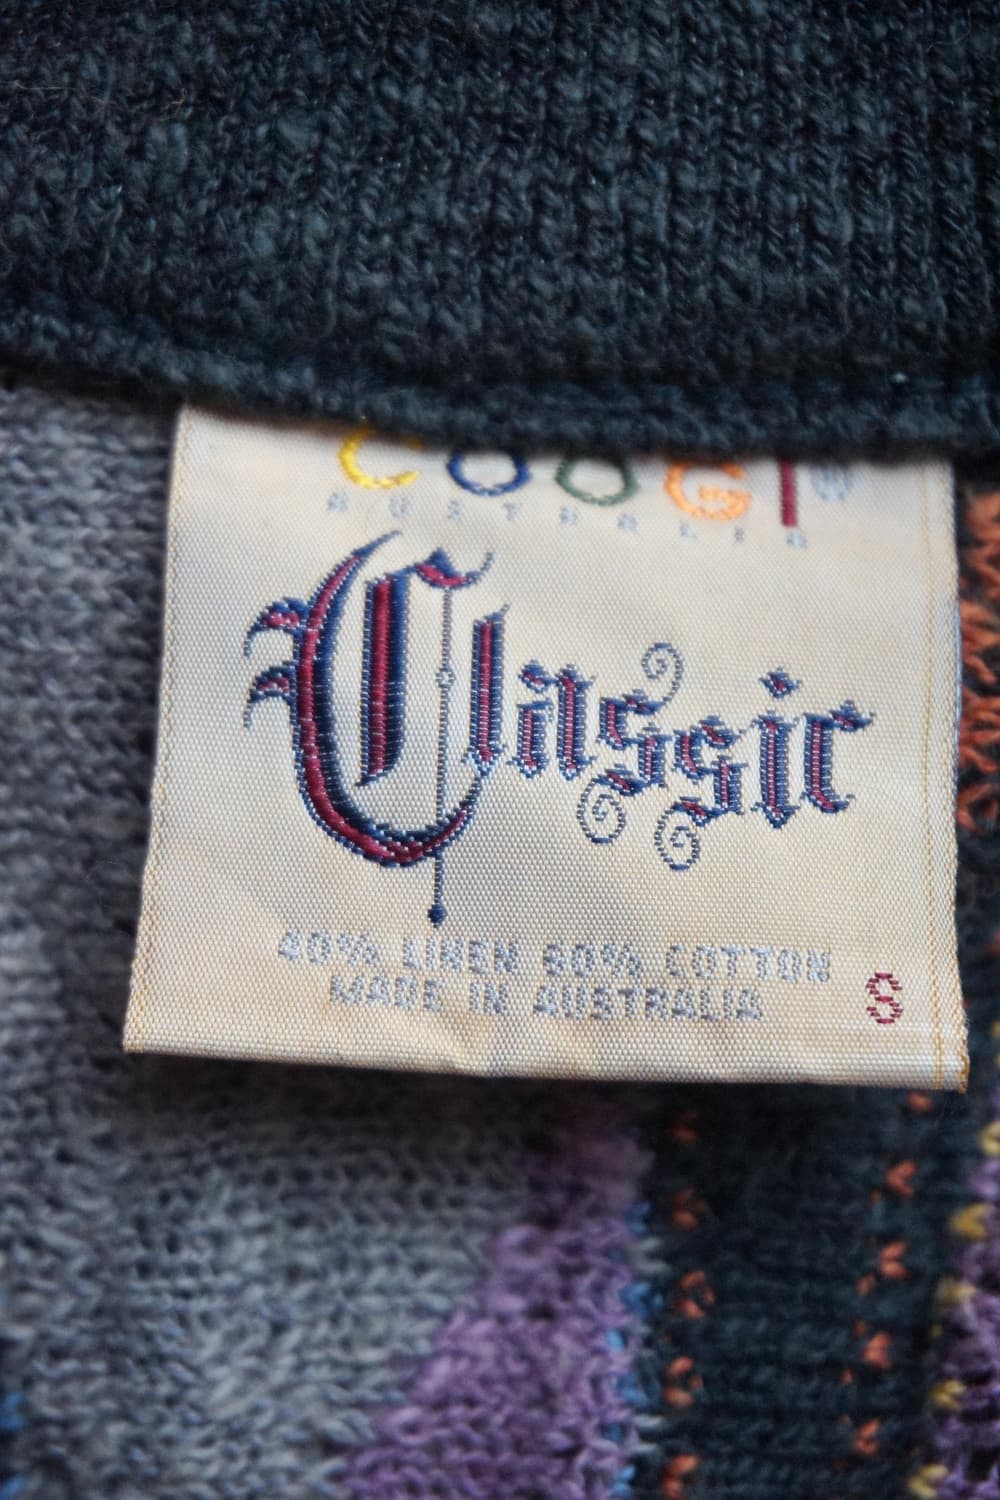 COOGI ®
AUSTRALIA
Classic
40% LINEN 60% COTTON
MADE IN AUSTRALIA
S